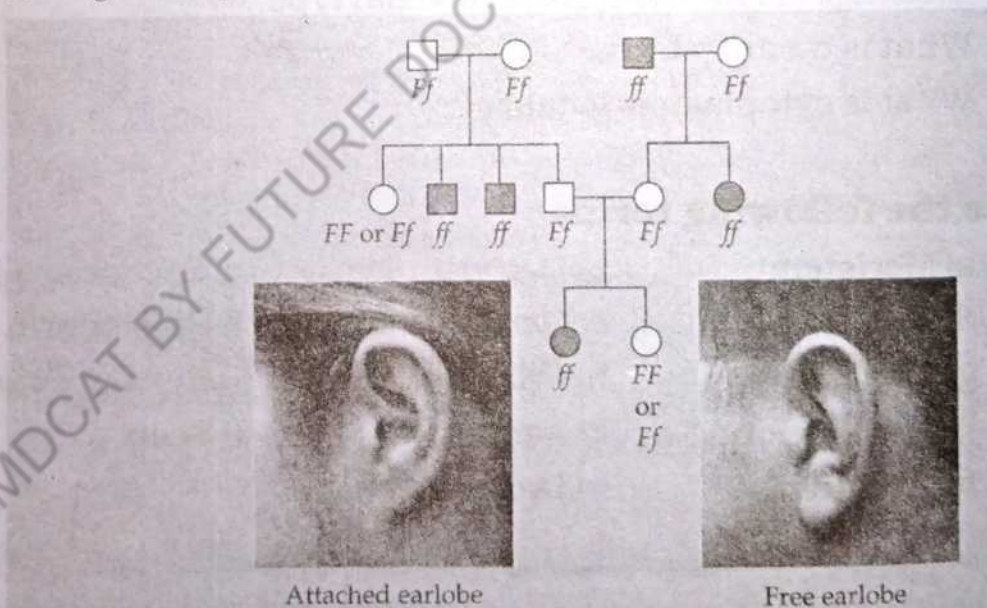 Ff Ff ff Ff
FF or Ff ff ff Ff Ff ff
ff FF
or
Ff
Attached earlobe Free earlobe
MDCAT BY FUTURE DOC